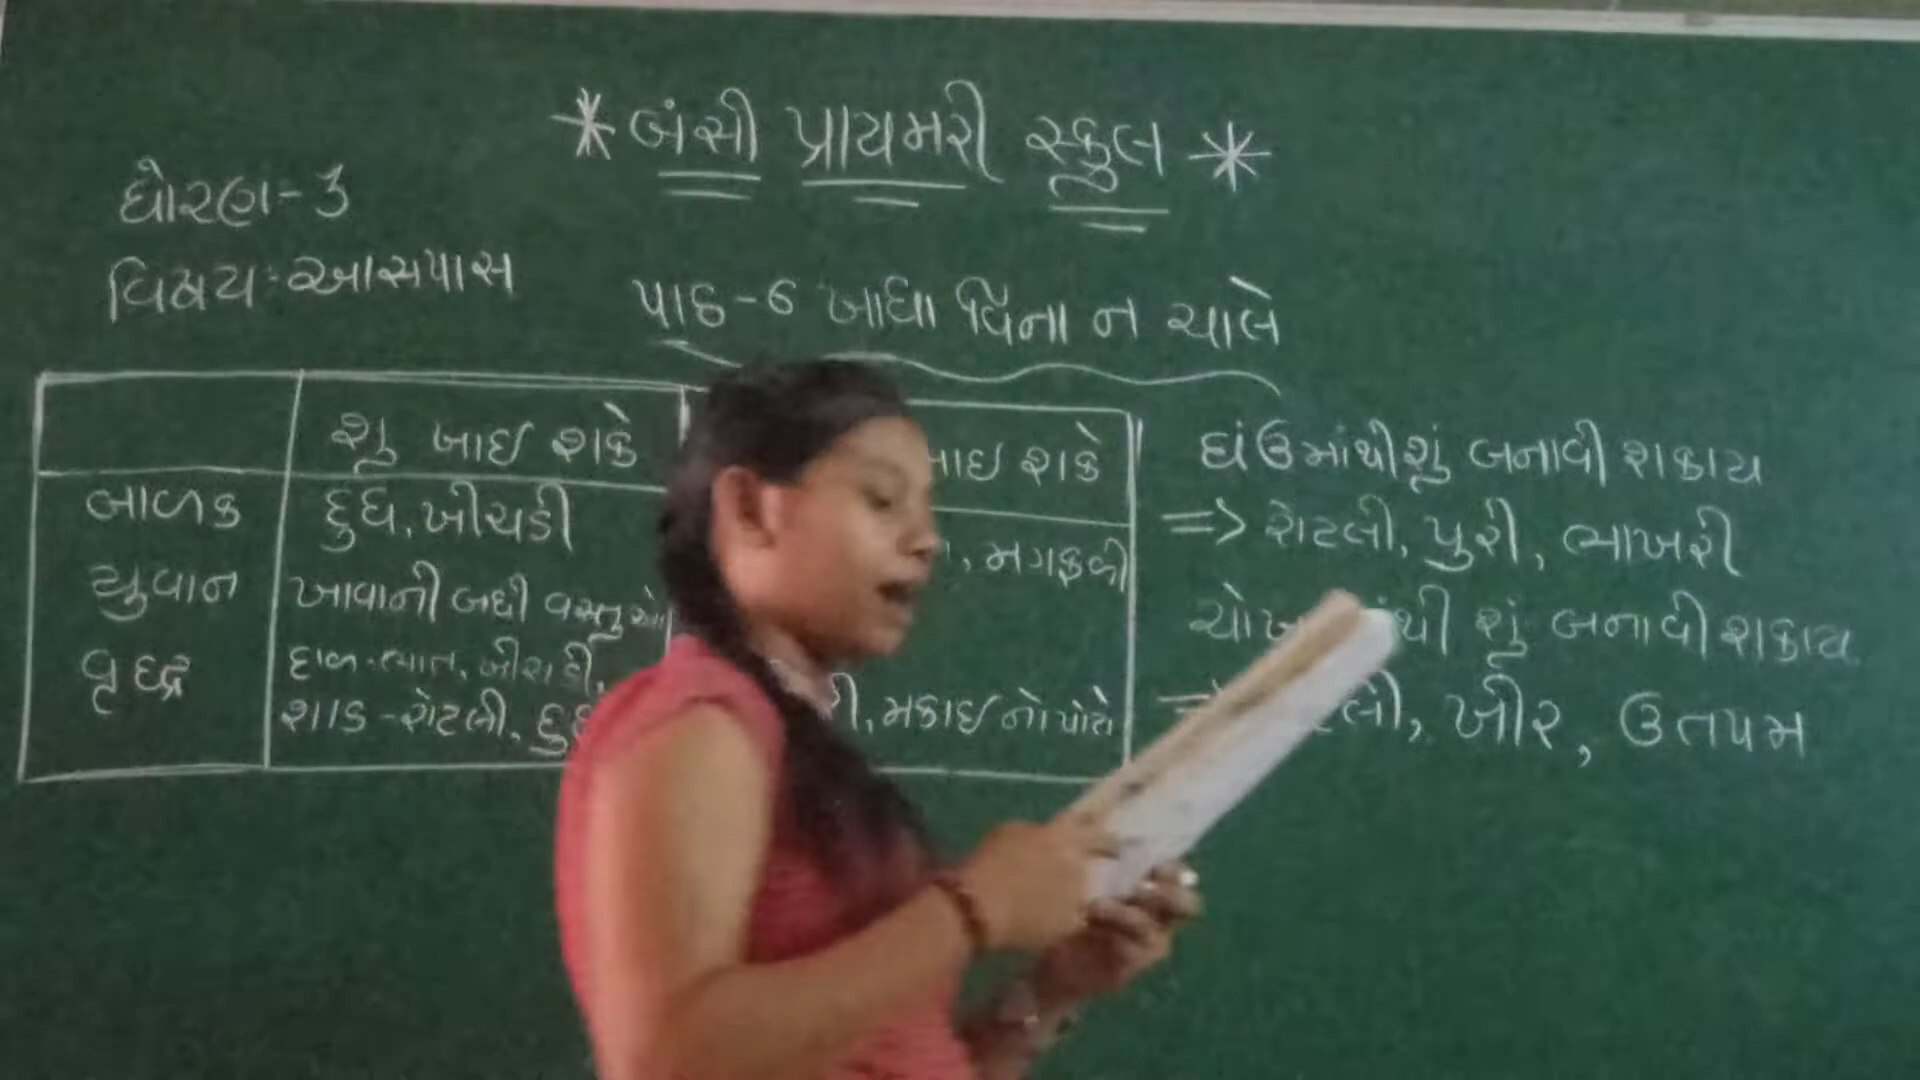 * બંસી પ્રાયમરી સ્કુલ *
ધોરણ-3
વિષય:આસપાસ
પાઠ-6 ખાધા વિના ન ચાલે
શું ખાઇ શકે
ખાઇ શકે
બાળક
દુધ, ખીચડી
, મગફળી
યુવાન
ખાવાની બધી વસ્તુઓ
વૃદ્ધ
દાળ-ભાત, ખીચડી,
શાક-રોટલી, દુધ
, મકાઇનો પોટો
ઘંઉમાંથી શું બનાવી શકાય
=> રોટલી, પુરી, ભાખરી
થી શું બનાવી શકાય
ખીર, ઉતપમ